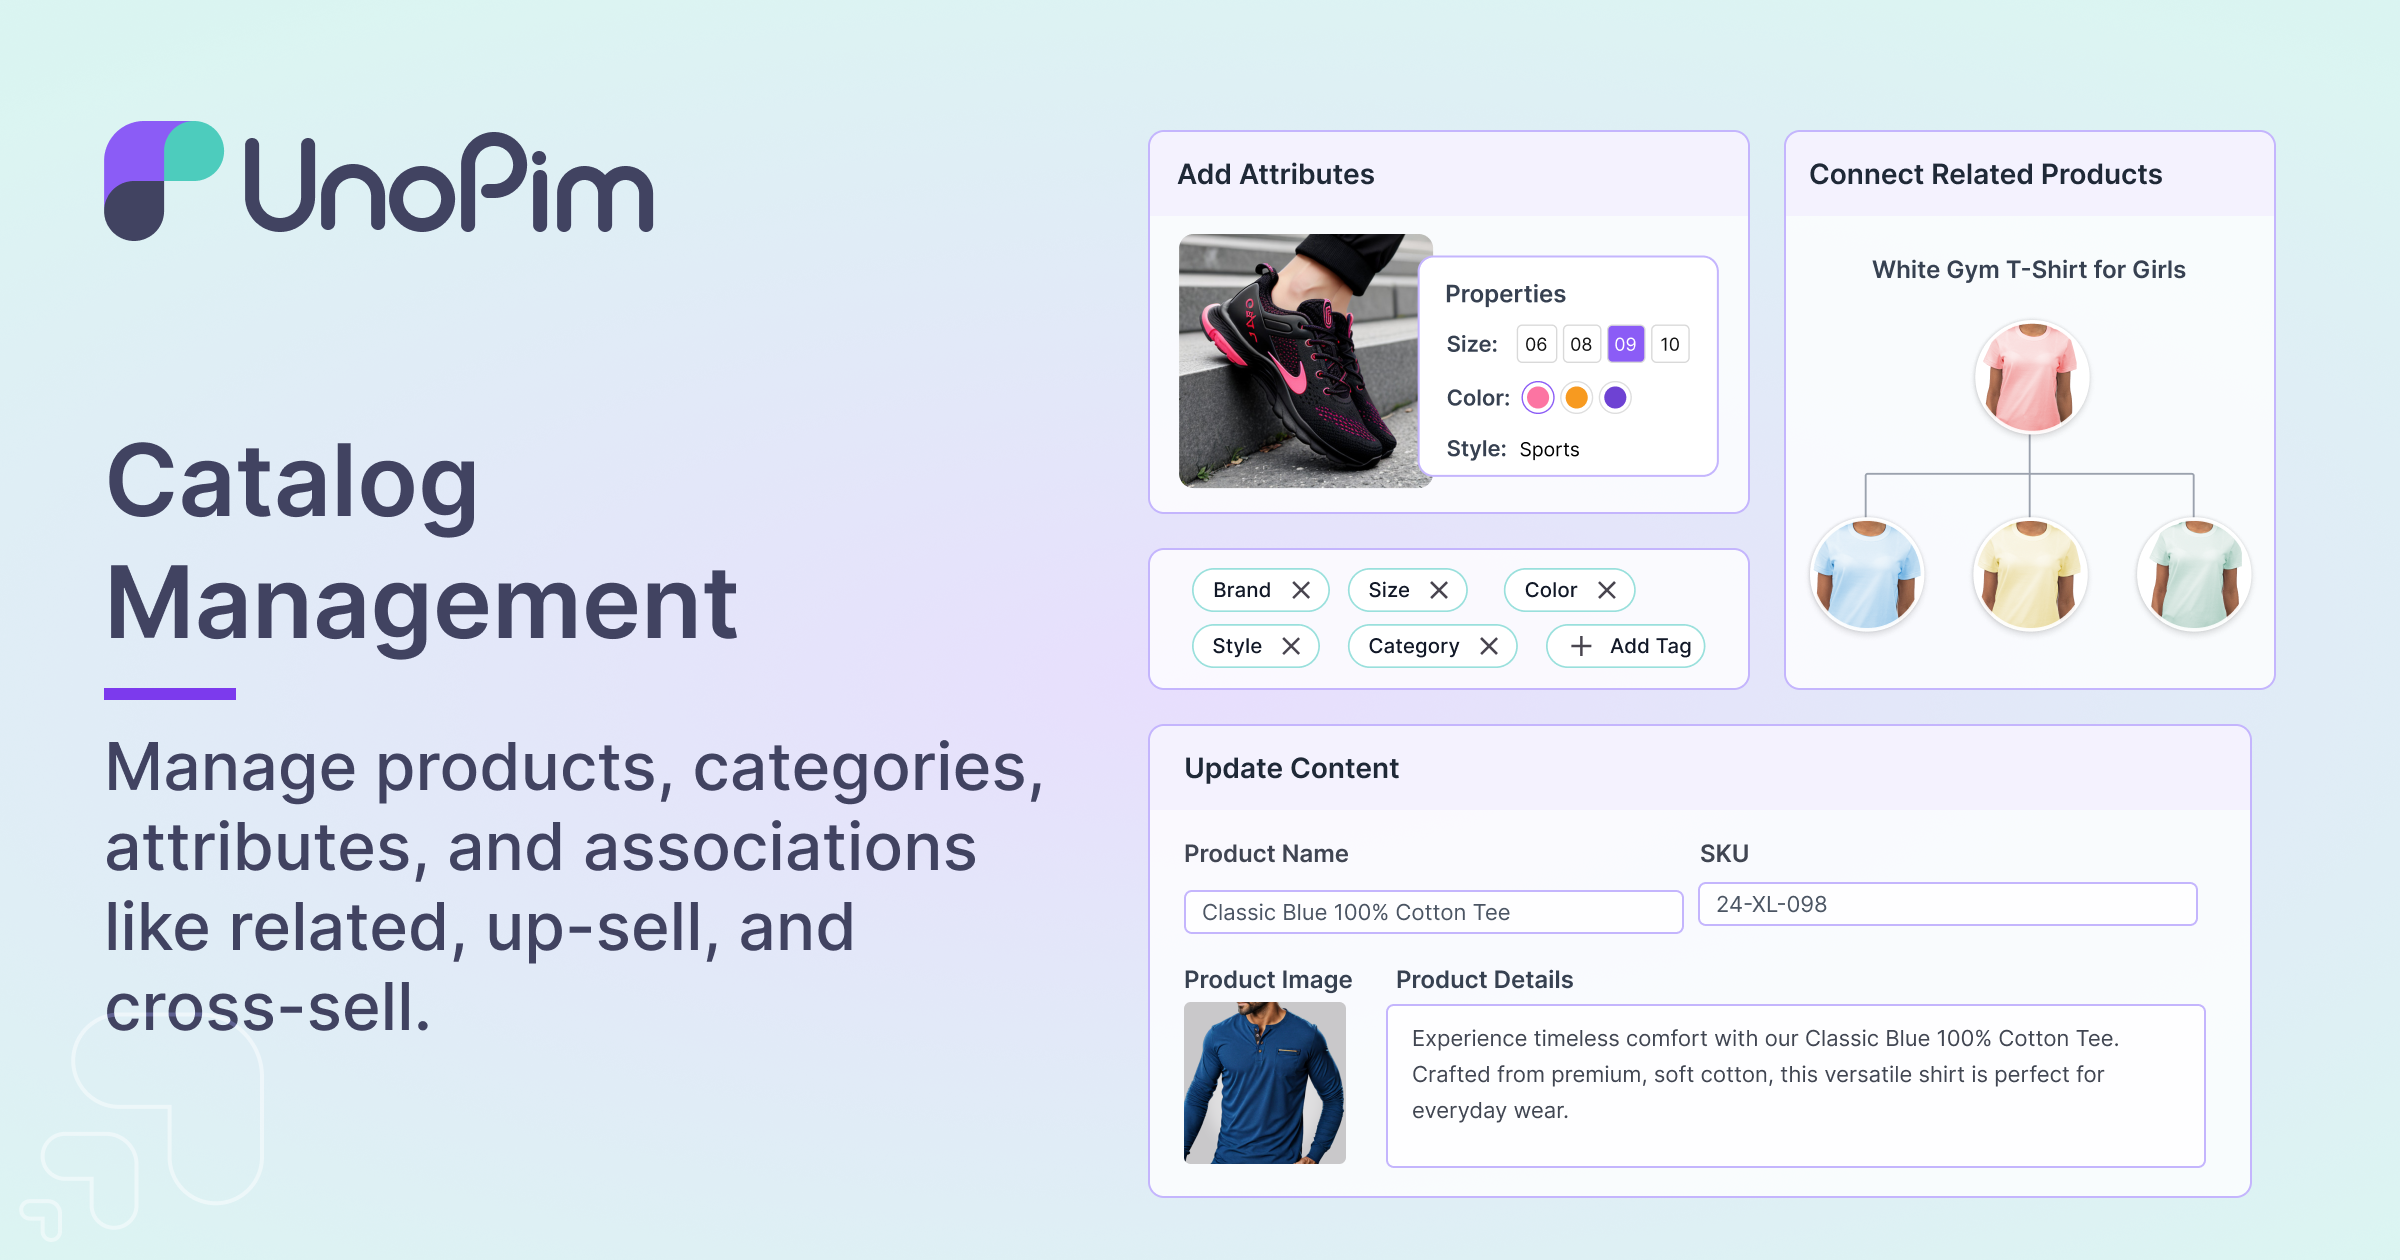 UnoPim
Catalog
Management
Manage products, categories,
attributes, and associations
like related, up-sell, and
cross-sell.
Add Attributes
Properties
Size: 06 08 09 10
Color:
Style: Sports
Brand Size Color
Style Category Add Tag
Connect Related Products
White Gym T-Shirt for Girls
Update Content
Product Name SKU
Classic Blue 100% Cotton Tee 24-XL-098
Product Image Product Details
Experience timeless comfort with our Classic Blue 100% Cotton Tee.
Crafted from premium, soft cotton, this versatile shirt is perfect for
everyday wear.